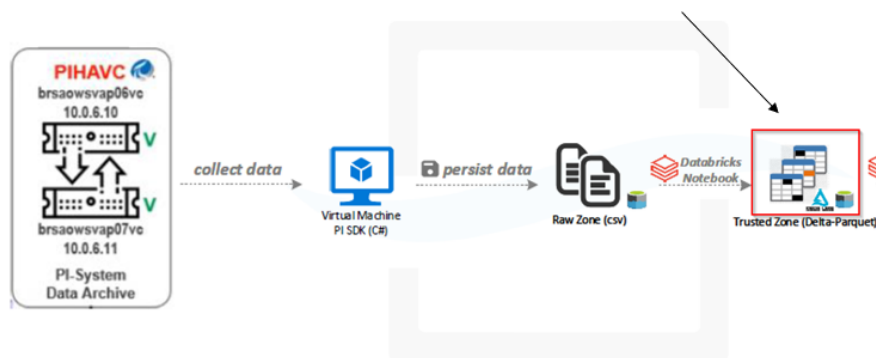 PIHAVC
brsaowsvap06vc
10.0.6.10
V
V
brsaowsvap07vc
10.0.6.11
PI-System
Data Archive
collect data
Virtual Machine
PI SDK (C#)
persist data
Raw Zone (csv)
Databricks
Notebook
Trusted Zone (Delta-Parquet)